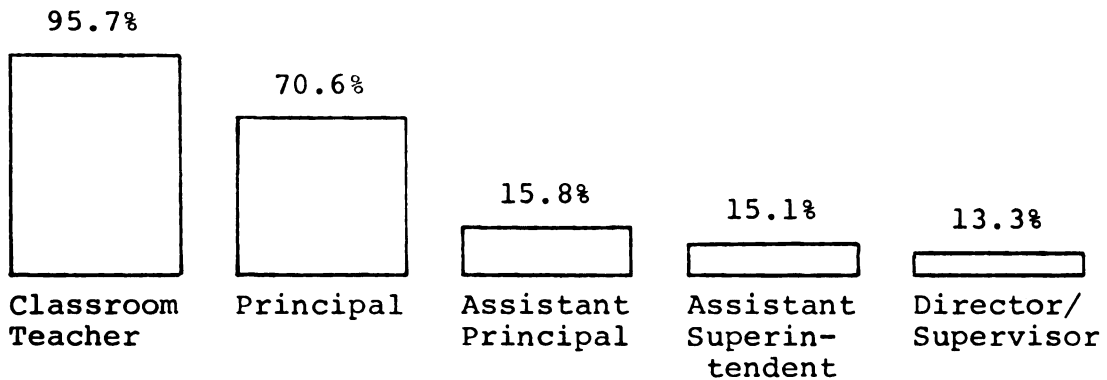 95.7%
70.6%
15.8%
15.1%
13.3%
Classroom
Teacher
Principal
Assistant
Principal
Assistant
Superin-
tendent
Director/
Supervisor